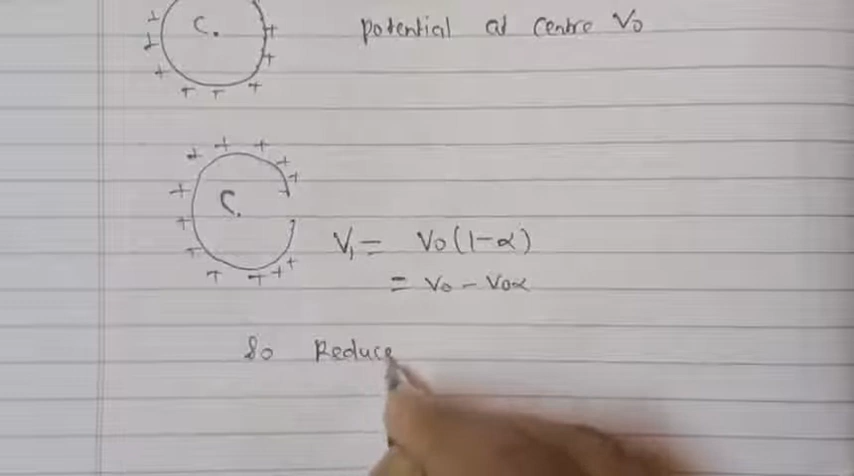 C.
potential at centre V0
C.
V1 = V0(1-α)
= V0 - V0α
So Reduce